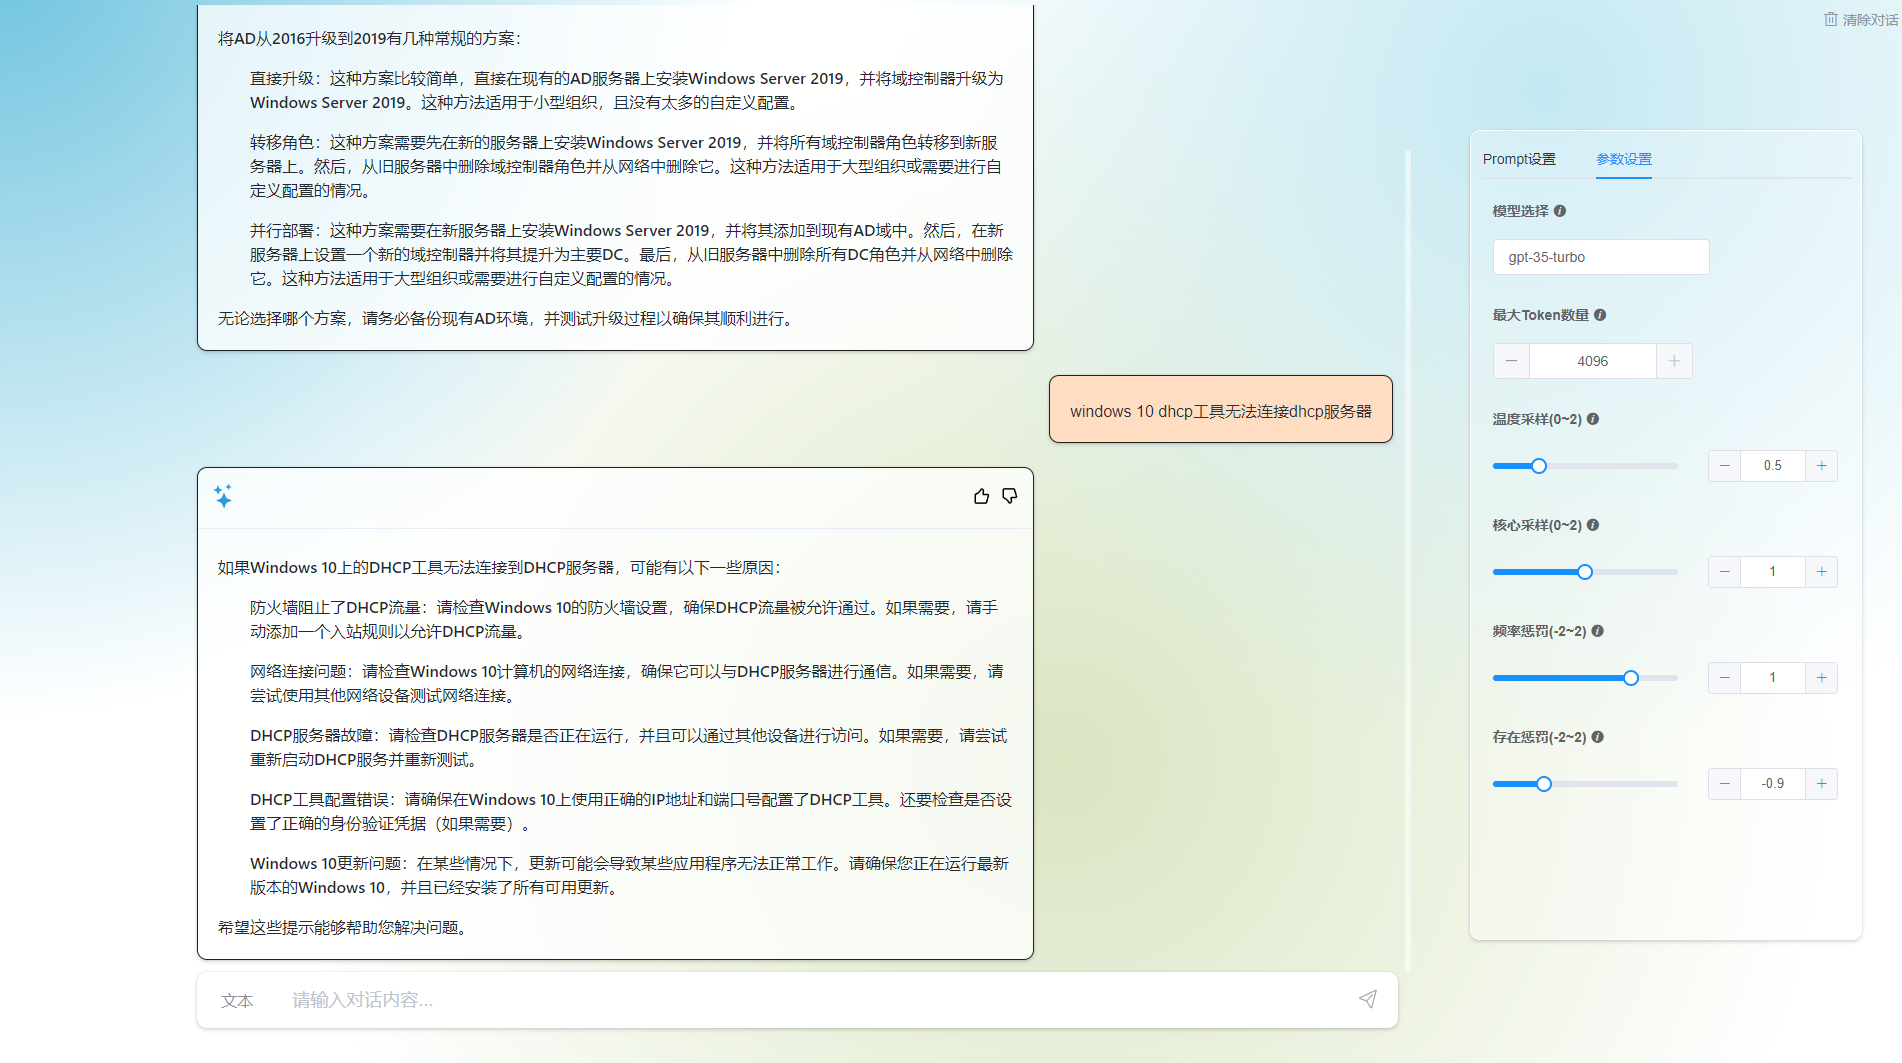 清除对话
将AD从2016升级到2019有几种常规的方案：
直接升级：这种方案比较简单，直接在现有的AD服务器上安装Windows Server 2019，并将域控制器升级为
Windows Server 2019。这种方法适用于小型组织，且没有太多的自定义配置。
转移角色：这种方案需要先在新的服务器上安装Windows Server 2019，并将所有域控制器角色转移到新服
务器上。然后，从旧服务器中删除域控制器角色并从网络中删除它。这种方法适用于大型组织或需要进行自
定义配置的情况。
并行部署：这种方案需要在新服务器上安装Windows Server 2019，并将其添加到现有AD域中。然后，在新
服务器上设置一个新的域控制器并将其提升为主要DC。最后，从旧服务器中删除所有DC角色并从网络中删除
它。这种方法适用于大型组织或需要进行自定义配置的情况。
无论选择哪个方案，请务必备份现有AD环境，并测试升级过程以确保其顺利进行。
windows 10 dhcp工具无法连接dhcp服务器
如果Windows 10上的DHCP工具无法连接到DHCP服务器，可能有以下一些原因：
防火墙阻止了DHCP流量：请检查Windows 10的防火墙设置，确保DHCP流量被允许通过。如果需要，请手
动添加一个入站规则以允许DHCP流量。
网络连接问题：请检查Windows 10计算机的网络连接，确保它可以与DHCP服务器进行通信。如果需要，请
尝试使用其他网络设备测试网络连接。
DHCP服务器故障：请检查DHCP服务器是否正在运行，并且可以通过其他设备进行访问。如果需要，请尝试
重新启动DHCP服务并重新测试。
DHCP工具配置错误：请确保在Windows 10上使用正确的IP地址和端口号配置了DHCP工具。还要检查是否设
置了正确的身份验证凭据（如果需要）。
Windows 10更新问题：在某些情况下，更新可能会导致某些应用程序无法正常工作。请确保您正在运行最新
版本的Windows 10，并且已经安装了所有可用更新。
希望这些提示能够帮助您解决问题。
文本 请输入对话内容...
Prompt设置 参数设置
模型选择
gpt-35-turbo
最大Token数量
4096
温度采样(0~2)
0.5
核心采样(0~2)
1
频率惩罚(-2~2)
1
存在惩罚(-2~2)
-0.9